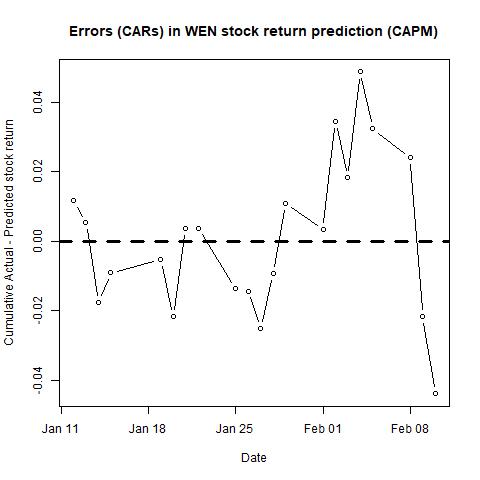 Errors (CARs) in WEN stock return prediction (CAPM)
Cumulative Actual - Predicted stock return
0.04
0.02
0.00
-0.02
-0.04
Jan 11 Jan 18 Jan 25 Feb 01 Feb 08
Date